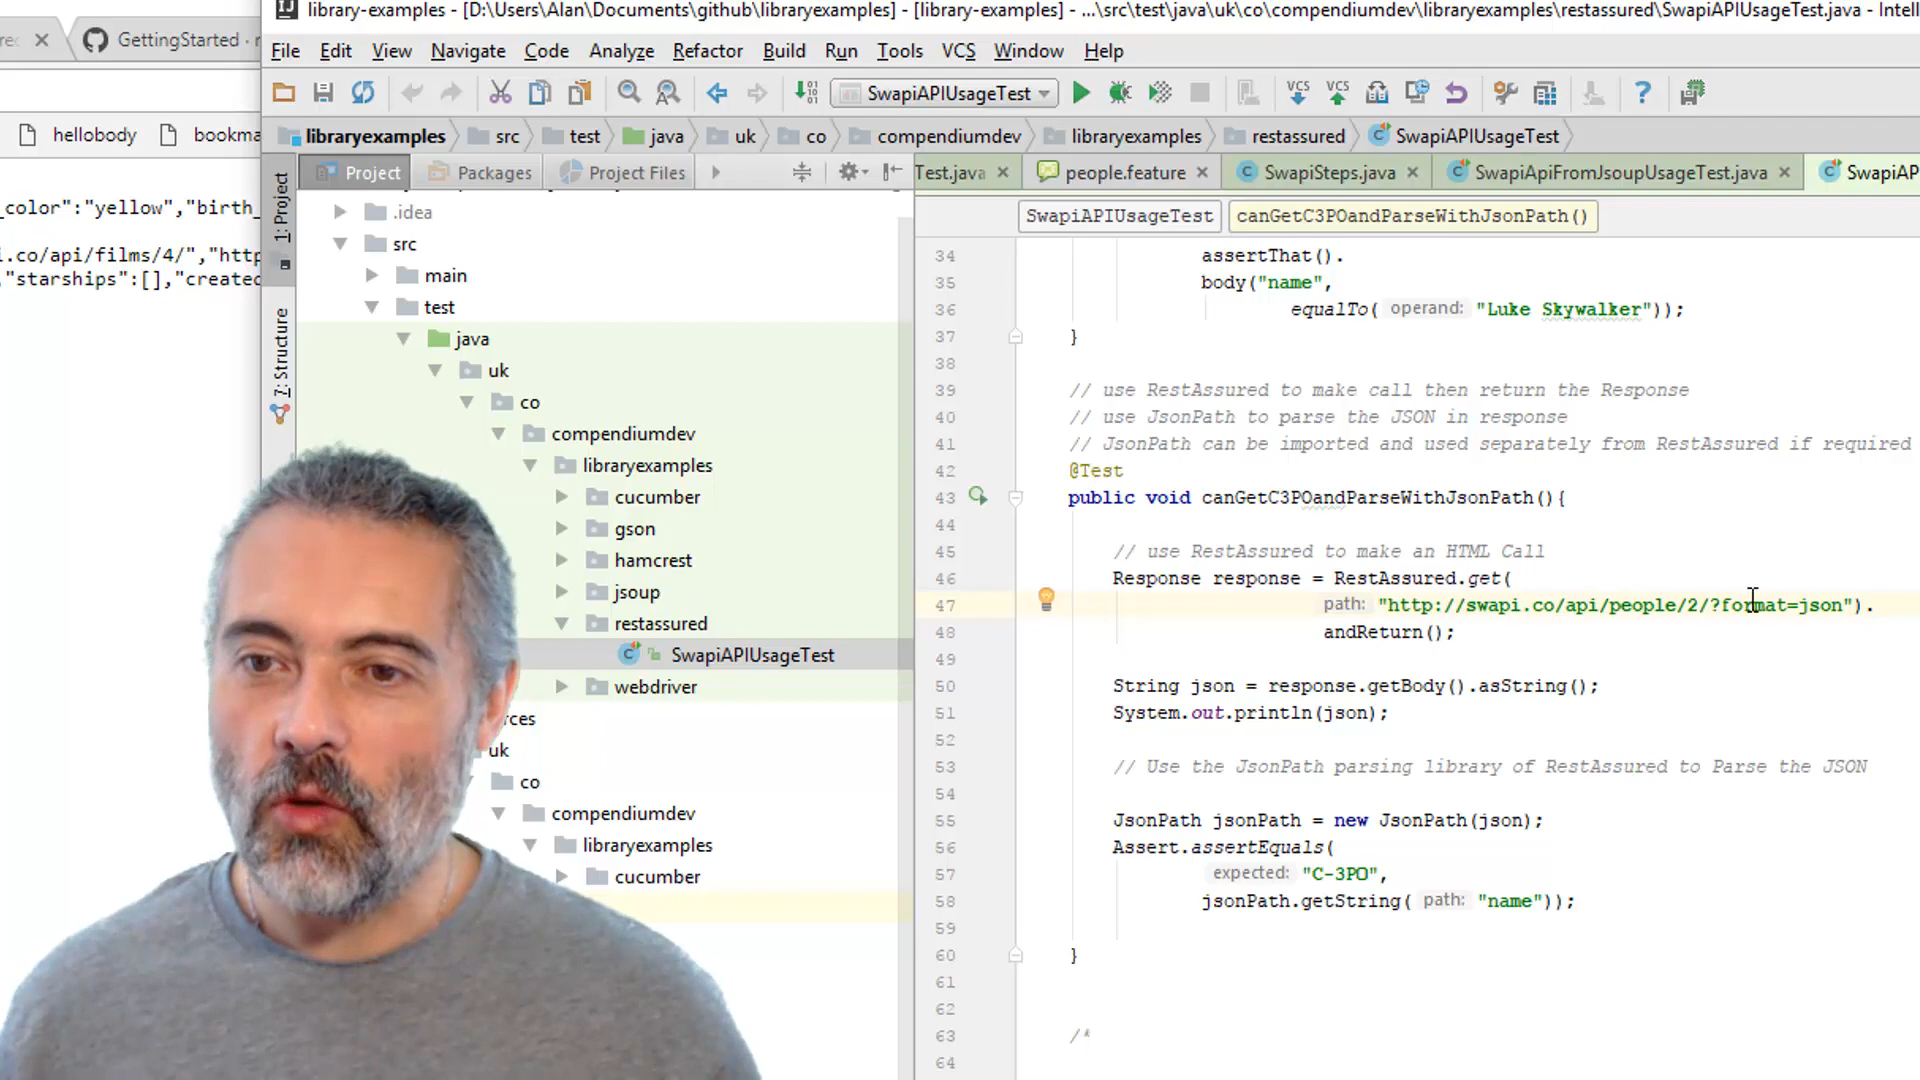 library-examples - [D:\Users\Alan\Documents\github\libraryexamples] - [library-examples] - ...\src\test\java\uk\co\compendiumdev\libraryexamples\restassured\SwapiAPIUsageTest.java - Intell
GettingStarted ·
File Edit View Navigate Code Analyze Refactor Build Run Tools VCS Window Help
SwapiAPIUsageTest
hellobody bookma
libraryexamples src test java uk co compendiumdev libraryexamples restassured SwapiAPIUsageTest
1: Project
7: Structure
Project Packages Project Files
Test.java people.feature SwapiSteps.java SwapiApiFromJsoupUsageTest.java SwapiAP
_color":"yellow","birth_
i.co/api/films/4/","http
,"starships":[],"created
.idea
src
main
test
java
uk
co
compendiumdev
libraryexamples
cucumber
gson
hamcrest
jsoup
restassured
SwapiAPIUsageTest
webdriver
rces
uk
co
compendiumdev
libraryexamples
cucumber
SwapiAPIUsageTest canGetC3POandParseWithJsonPath()
34 assertThat().
35 body("name",
36 equalTo( operand: "Luke Skywalker"));
37 }
38
39 // use RestAssured to make call then return the Response
40 // use JsonPath to parse the JSON in response
41 // JsonPath can be imported and used separately from RestAssured if required
42 @Test
43 public void canGetC3POandParseWithJsonPath(){
44
45 // use RestAssured to make an HTML Call
46 Response response = RestAssured.get(
47 path: "http://swapi.co/api/people/2/?format=json").
48 andReturn();
49
50 String json = response.getBody().asString();
51 System.out.println(json);
52
53 // Use the JsonPath parsing library of RestAssured to Parse the JSON
54
55 JsonPath jsonPath = new JsonPath(json);
56 Assert.assertEquals(
57 expected: "C-3PO",
58 jsonPath.getString( path: "name"));
59
60 }
61
62
63 /*
64